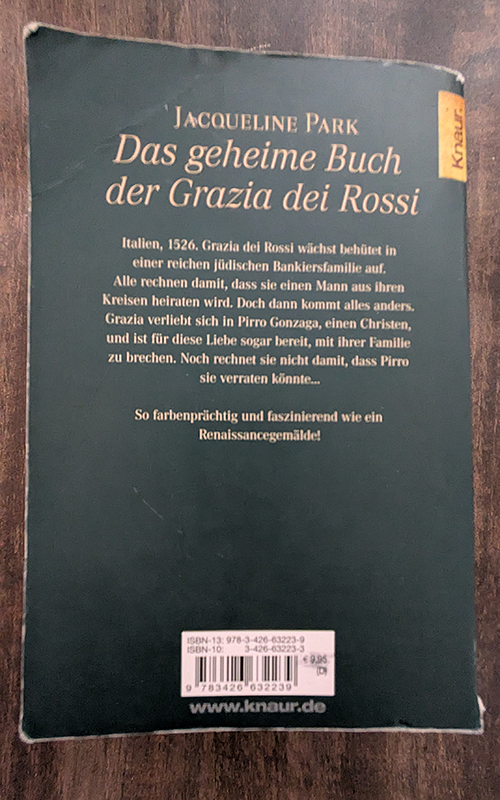 JACQUELINE PARK
Das geheime Buch
der Grazia dei Rossi
Knaur.
Italien, 1526. Grazia dei Rossi wächst behütet in
einer reichen jüdischen Bankiersfamilie auf.
Alle rechnen damit, dass sie einen Mann aus ihren
Kreisen heiraten wird. Doch dann kommt alles anders.
Grazia verliebt sich in Pirro Gonzaga, einen Christen,
und ist für diese Liebe sogar bereit, mit ihrer Familie
zu brechen. Noch rechnet sie nicht damit, dass Pirro
sie verraten könnte...
So farbenprächtig und faszinierend wie ein
Renaissancegemälde!
ISBN-13: 978-3-426-63223-9
ISBN-10: 3-426-63223-3
€ 9,95
(D)
9 783426 632239
www.knaur.de